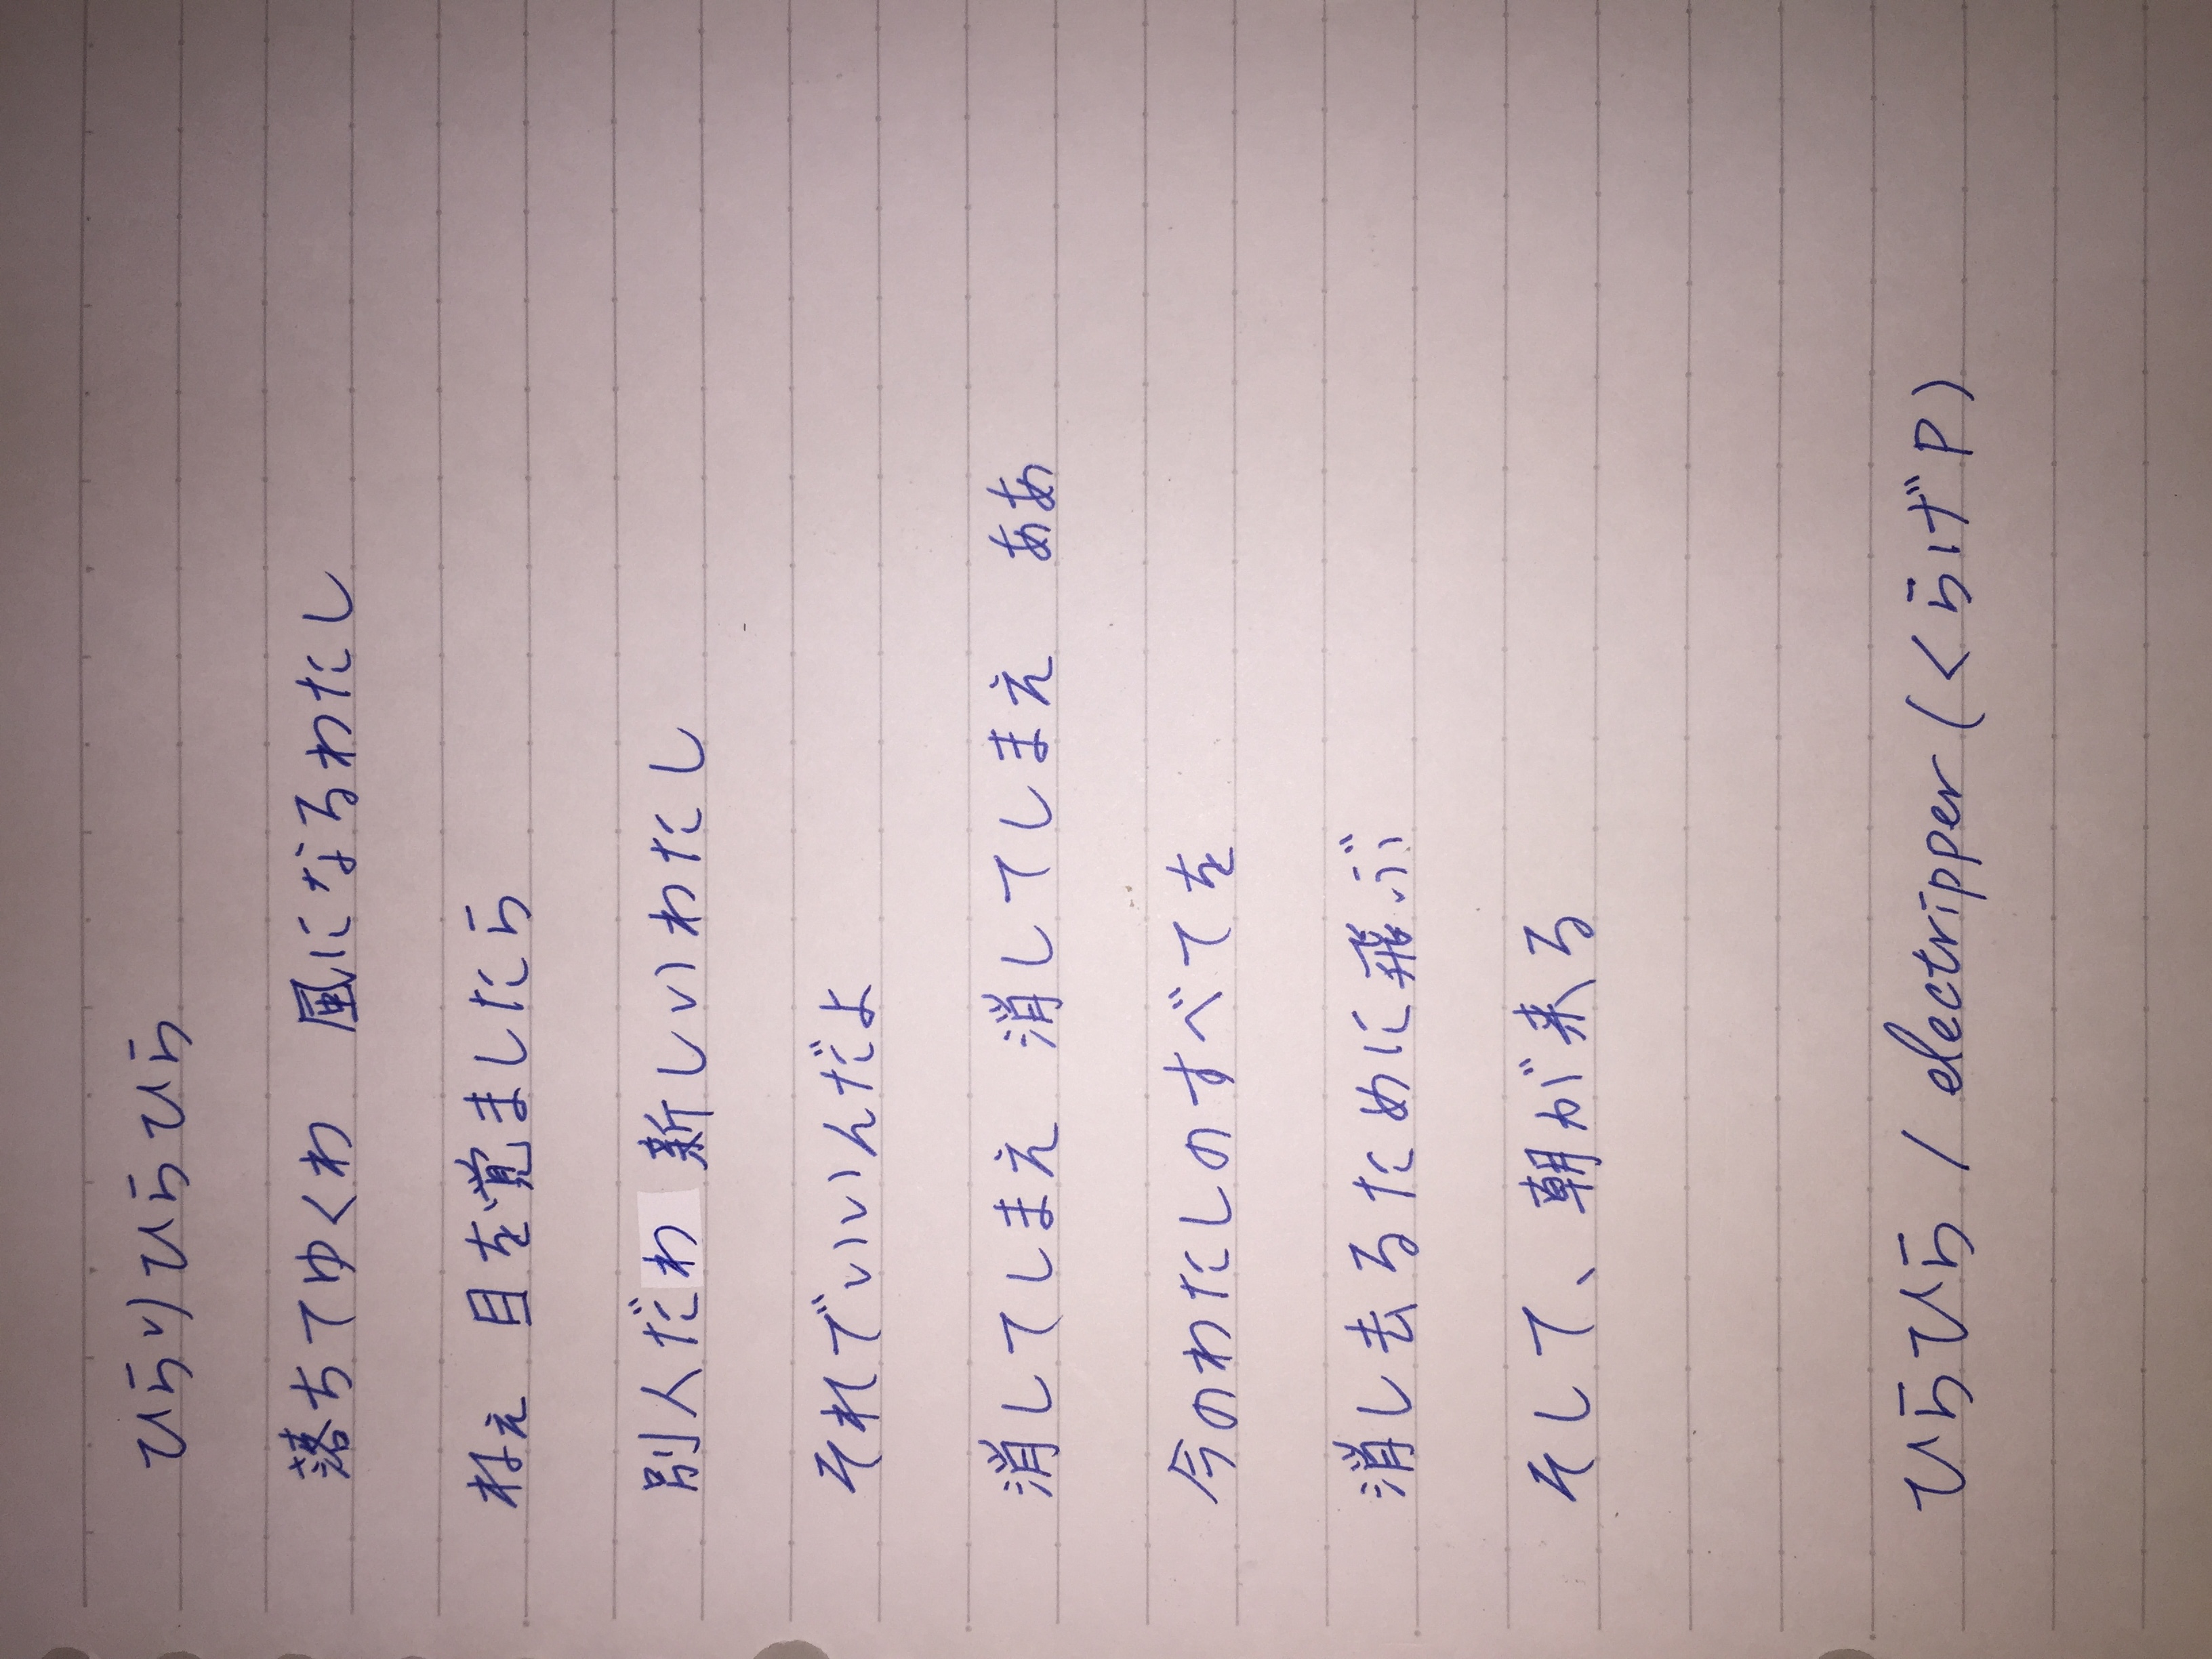 ひらりひらひら
落ちてゆくわ　風になるわたし
ねぇ　目を覚ましたら
別人だわ　新しいわたし
それでいいんだよ
消してしまえ　消してしまえ　ああ
今のわたしのすべてを
消し去るために飛ぶ
そして、朝が来る
ひらひら / electripper (くらげP)